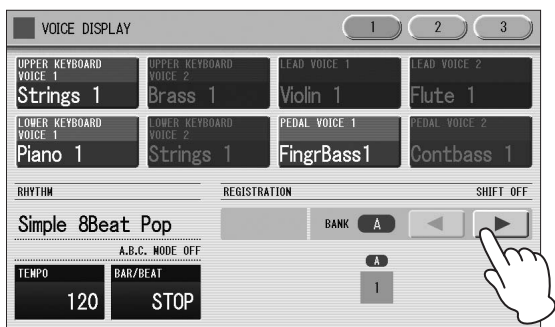 VOICE DISPLAY
1 2 3
UPPER KEYBOARD
VOICE 1
Strings 1
UPPER KEYBOARD
VOICE 2
Brass 1
LEAD VOICE 1
Violin 1
LEAD VOICE 2
Flute 1
LOWER KEYBOARD
VOICE 1
Piano 1
LOWER KEYBOARD
VOICE 2
Strings 1
PEDAL VOICE 1
FingrBass1
PEDAL VOICE 2
Contbass 1
RHYTHM
Simple 8Beat Pop
A.B.C. MODE OFF
TEMPO
120
BAR/BEAT
STOP
REGISTRATION
SHIFT OFF
BANK A
A
1